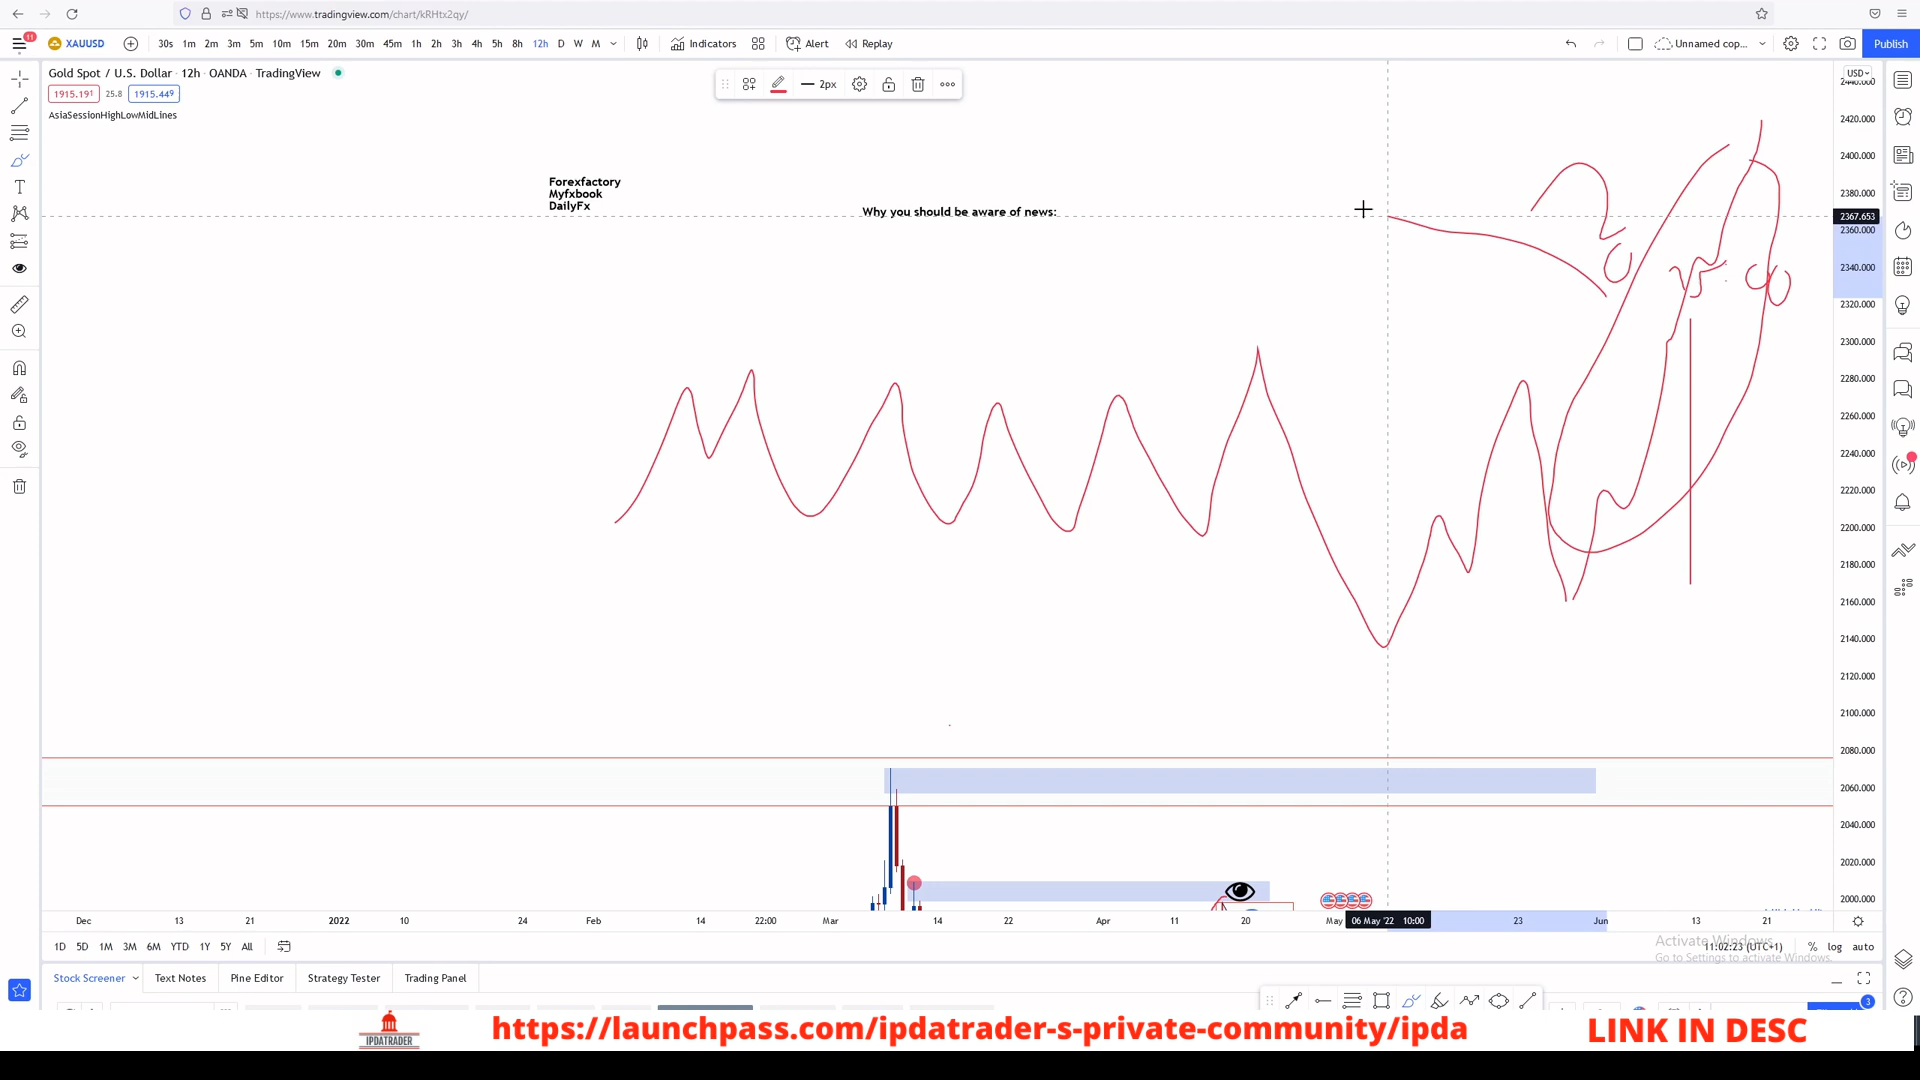 https://www.tradingview.com/chart/kRHtx2qy/
11
XAUUSD
30s 1m 2m 3m 5m 10m 15m 20m 30m 45m 1h 2h 3h 4h 5h 8h 12h D W M
Indicators
Alert
Replay
Unnamed cop...
Publish
Gold Spot / U.S. Dollar · 12h · OANDA · TradingView
1915.191 25.8 1915.449
AsiaSessionHighLowMidLines
2px
USD
Forexfactory
Myfxbook
DailyFx
Why you should be aware of news:
2440.000
2420.000
2400.000
2380.000
2367.653
2360.000
2340.000
2320.000
2300.000
2280.000
2260.000
2240.000
2220.000
2200.000
2180.000
2160.000
2140.000
2120.000
2100.000
2080.000
2060.000
2040.000
2020.000
2000.000
Dec 13 21 2022 10 24 Feb 14 22:00 Mar 14 22 Apr 11 20 May 06 May '22 10:00 23 Jun 13 21
1D 5D 1M 3M 6M YTD 1Y 5Y All
11:02:23 (UTC+1) % log auto
Activate Windows
Go to Settings to activate Windows.
Stock Screener Text Notes Pine Editor Strategy Tester Trading Panel
3
IPDATRADER
https://launchpass.com/ipdatrader-s-private-community/ipda
LINK IN DESC